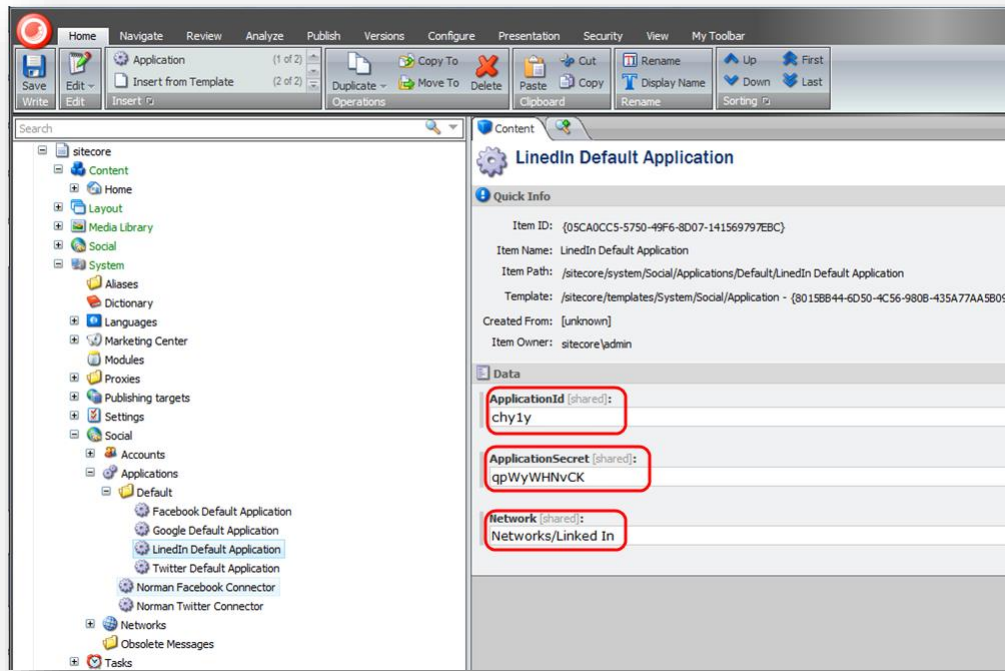 Home Navigate Review Analyze Publish Versions Configure Presentation Security View My Toolbar
Save
Write
Edit
Edit
Application (1 of 2)
Insert from Template (2 of 2)
Insert
Duplicate
Copy To
Move To
Delete
Operations
Paste
Cut
Copy
Clipboard
Rename
Display Name
Rename
Up
Down
First
Last
Sorting
Search
sitecore
Content
Home
Layout
Media Library
Social
System
Aliases
Dictionary
Languages
Marketing Center
Modules
Proxies
Publishing targets
Settings
Social
Accounts
Applications
Default
Facebook Default Application
Google Default Application
LinedIn Default Application
Twitter Default Application
Norman Facebook Connector
Norman Twitter Connector
Networks
Obsolete Messages
Tasks
Content
LinedIn Default Application
Quick Info
Item ID: {05CA0CC5-5750-49F6-8D07-141569797EBC}
Item Name: LinedIn Default Application
Item Path: /sitecore/system/Social/Applications/Default/LinedIn Default Application
Template: /sitecore/templates/System/Social/Application - {8015BB44-6D50-4C56-980B-435A77AA5B09
Created From: [unknown]
Item Owner: sitecore\admin
Data
ApplicationId [shared]:
chy1y
ApplicationSecret [shared]:
qpWyWHNvCK
Network [shared]:
Networks/Linked In